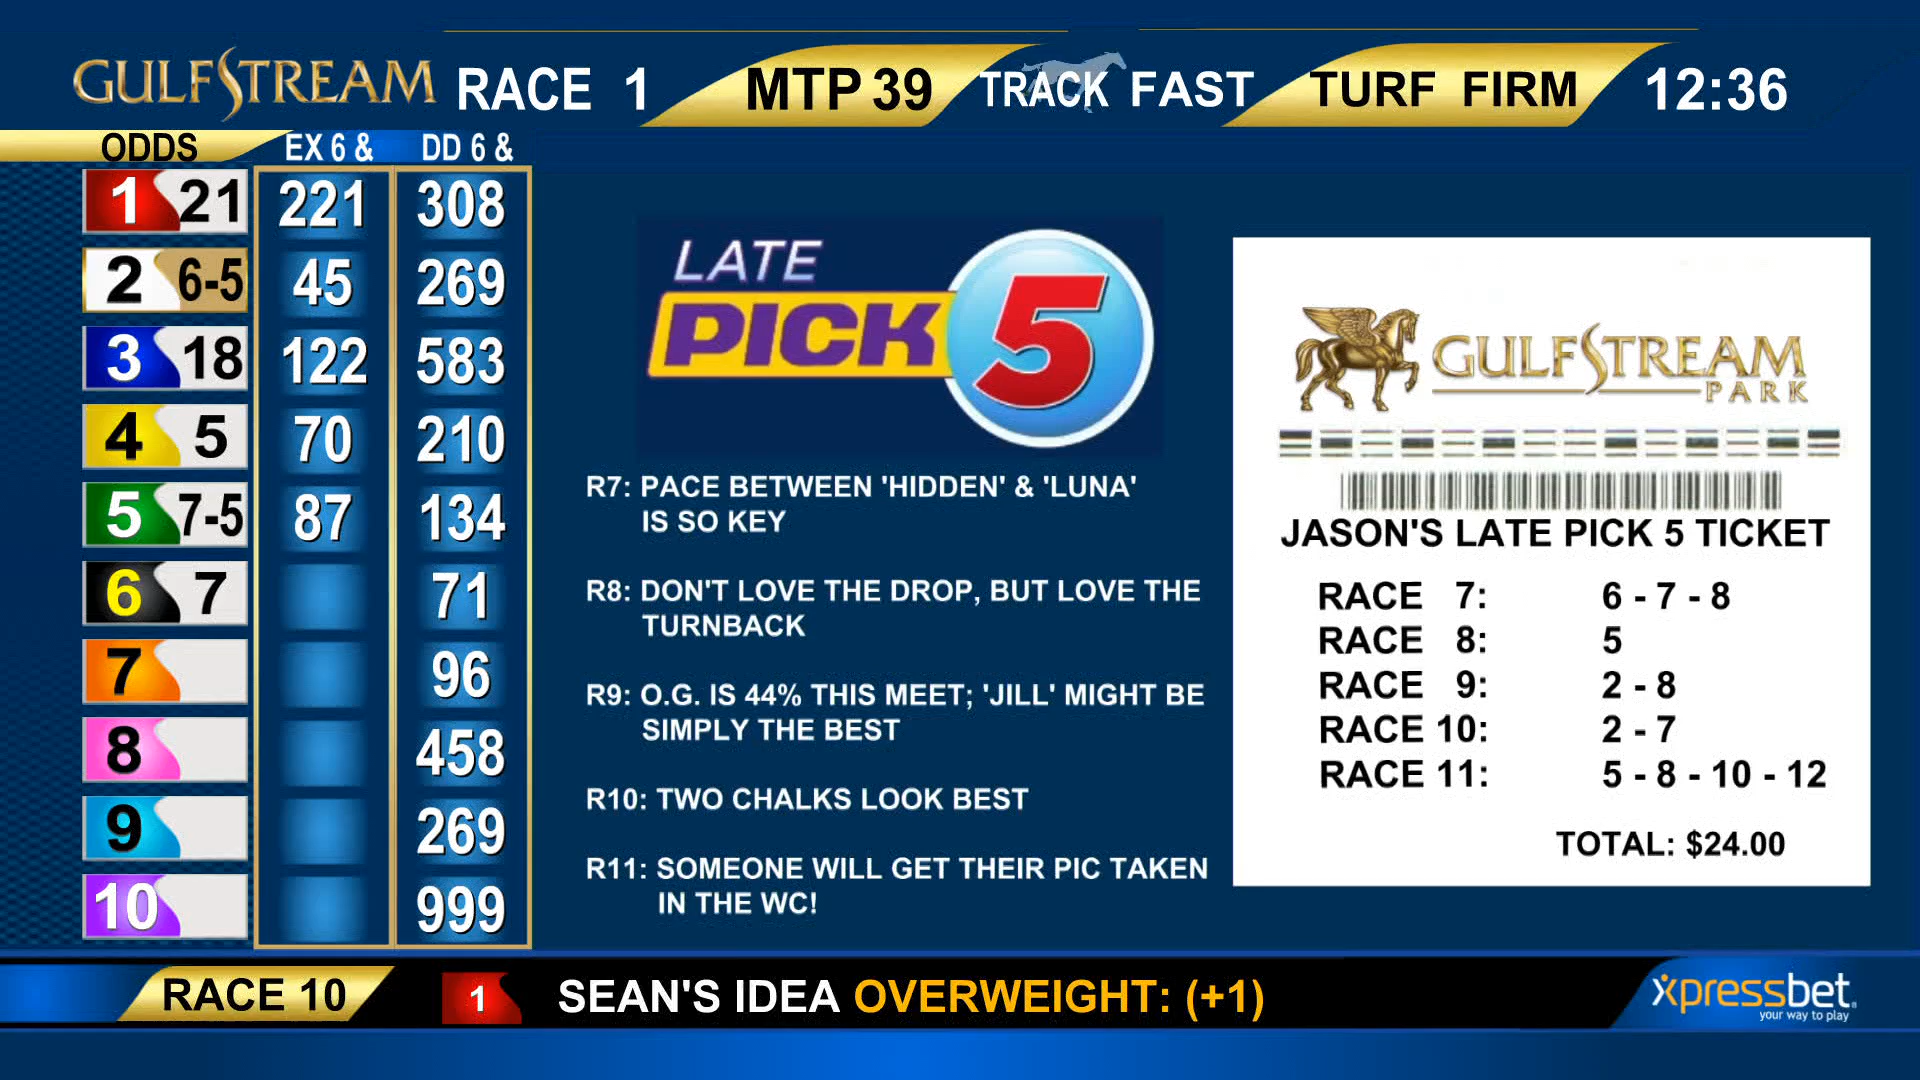 GULFSTREAM RACE 1 MTP 39 TRACK FAST TURF FIRM 12:36
ODDS EX 6 & DD 6 &
1 21 221 308
2 6-5 45 269
3 18 122 583
4 5 70 210
5 7-5 87 134
6 7 71
7 96
8 458
9 269
10 999
LATE
PICK 5
R7: PACE BETWEEN 'HIDDEN' & 'LUNA'
IS SO KEY
R8: DON'T LOVE THE DROP, BUT LOVE THE
TURNBACK
R9: O.G. IS 44% THIS MEET; 'JILL' MIGHT BE
SIMPLY THE BEST
R10: TWO CHALKS LOOK BEST
R11: SOMEONE WILL GET THEIR PIC TAKEN
IN THE WC!
GULFSTREAM
PARK
JASON'S LATE PICK 5 TICKET
RACE 7: 6 - 7 - 8
RACE 8: 5
RACE 9: 2 - 8
RACE 10: 2 - 7
RACE 11: 5 - 8 - 10 - 12
TOTAL: $24.00
RACE 10 1 SEAN'S IDEA OVERWEIGHT: (+1)
xpressbet
your way to play